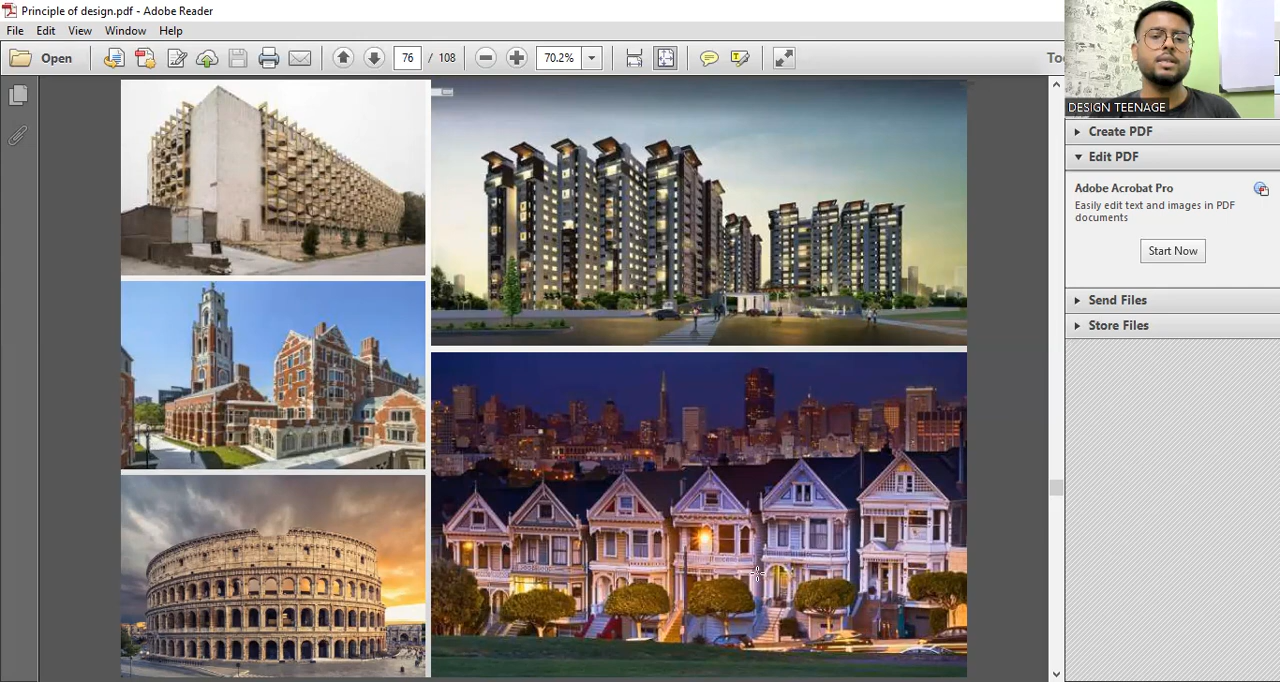 Principle of design.pdf - Adobe Reader
File Edit View Window Help
Open 76 / 108 70.2%
DESIGN TEENAGE
Create PDF
Edit PDF
Adobe Acrobat Pro
Easily edit text and images in PDF
documents
Start Now
Send Files
Store Files